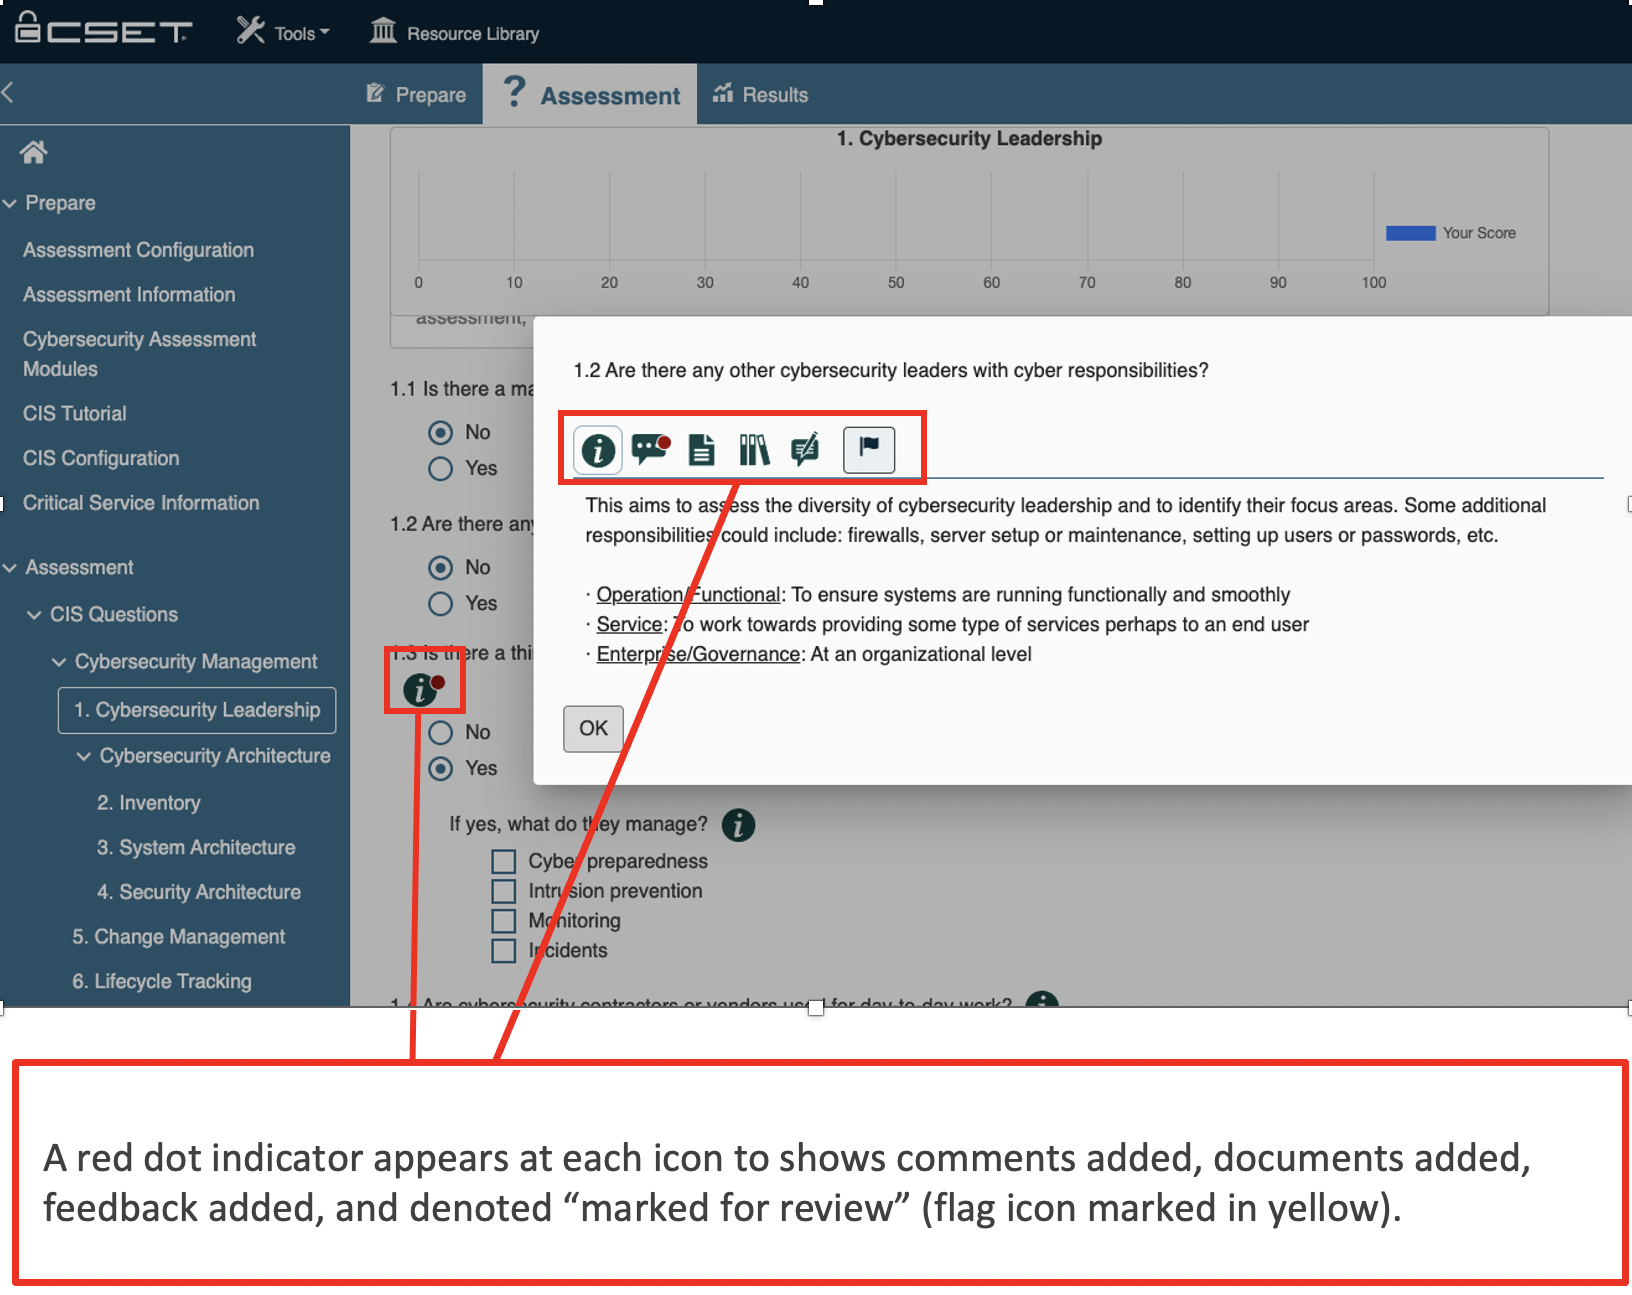 CSET
Tools
Resource Library
Prepare
? Assessment
Results
Prepare
Assessment Configuration
Assessment Information
Cybersecurity Assessment
Modules
CIS Tutorial
CIS Configuration
Critical Service Information
Assessment
CIS Questions
Cybersecurity Management
1. Cybersecurity Leadership
Cybersecurity Architecture
2. Inventory
3. System Architecture
4. Security Architecture
5. Change Management
6. Lifecycle Tracking
1. Cybersecurity Leadership
Your Score
0 10 20 30 40 50 60 70 80 90 100
assessment,
1.1 Is there a ma
No
Yes
1.2 Are there any
No
Yes
1.3 Is there a thi
No
Yes
If yes, what do they manage?
Cyber preparedness
Intrusion prevention
Monitoring
Incidents
1.4 Are cybersecurity contractors or vendors used for day-to-day work?
1.2 Are there any other cybersecurity leaders with cyber responsibilities?
This aims to assess the diversity of cybersecurity leadership and to identify their focus areas. Some additional
responsibilities could include: firewalls, server setup or maintenance, setting up users or passwords, etc.
· Operation/Functional: To ensure systems are running functionally and smoothly
· Service: To work towards providing some type of services perhaps to an end user
· Enterprise/Governance: At an organizational level
OK
A red dot indicator appears at each icon to shows comments added, documents added,
feedback added, and denoted “marked for review” (flag icon marked in yellow).